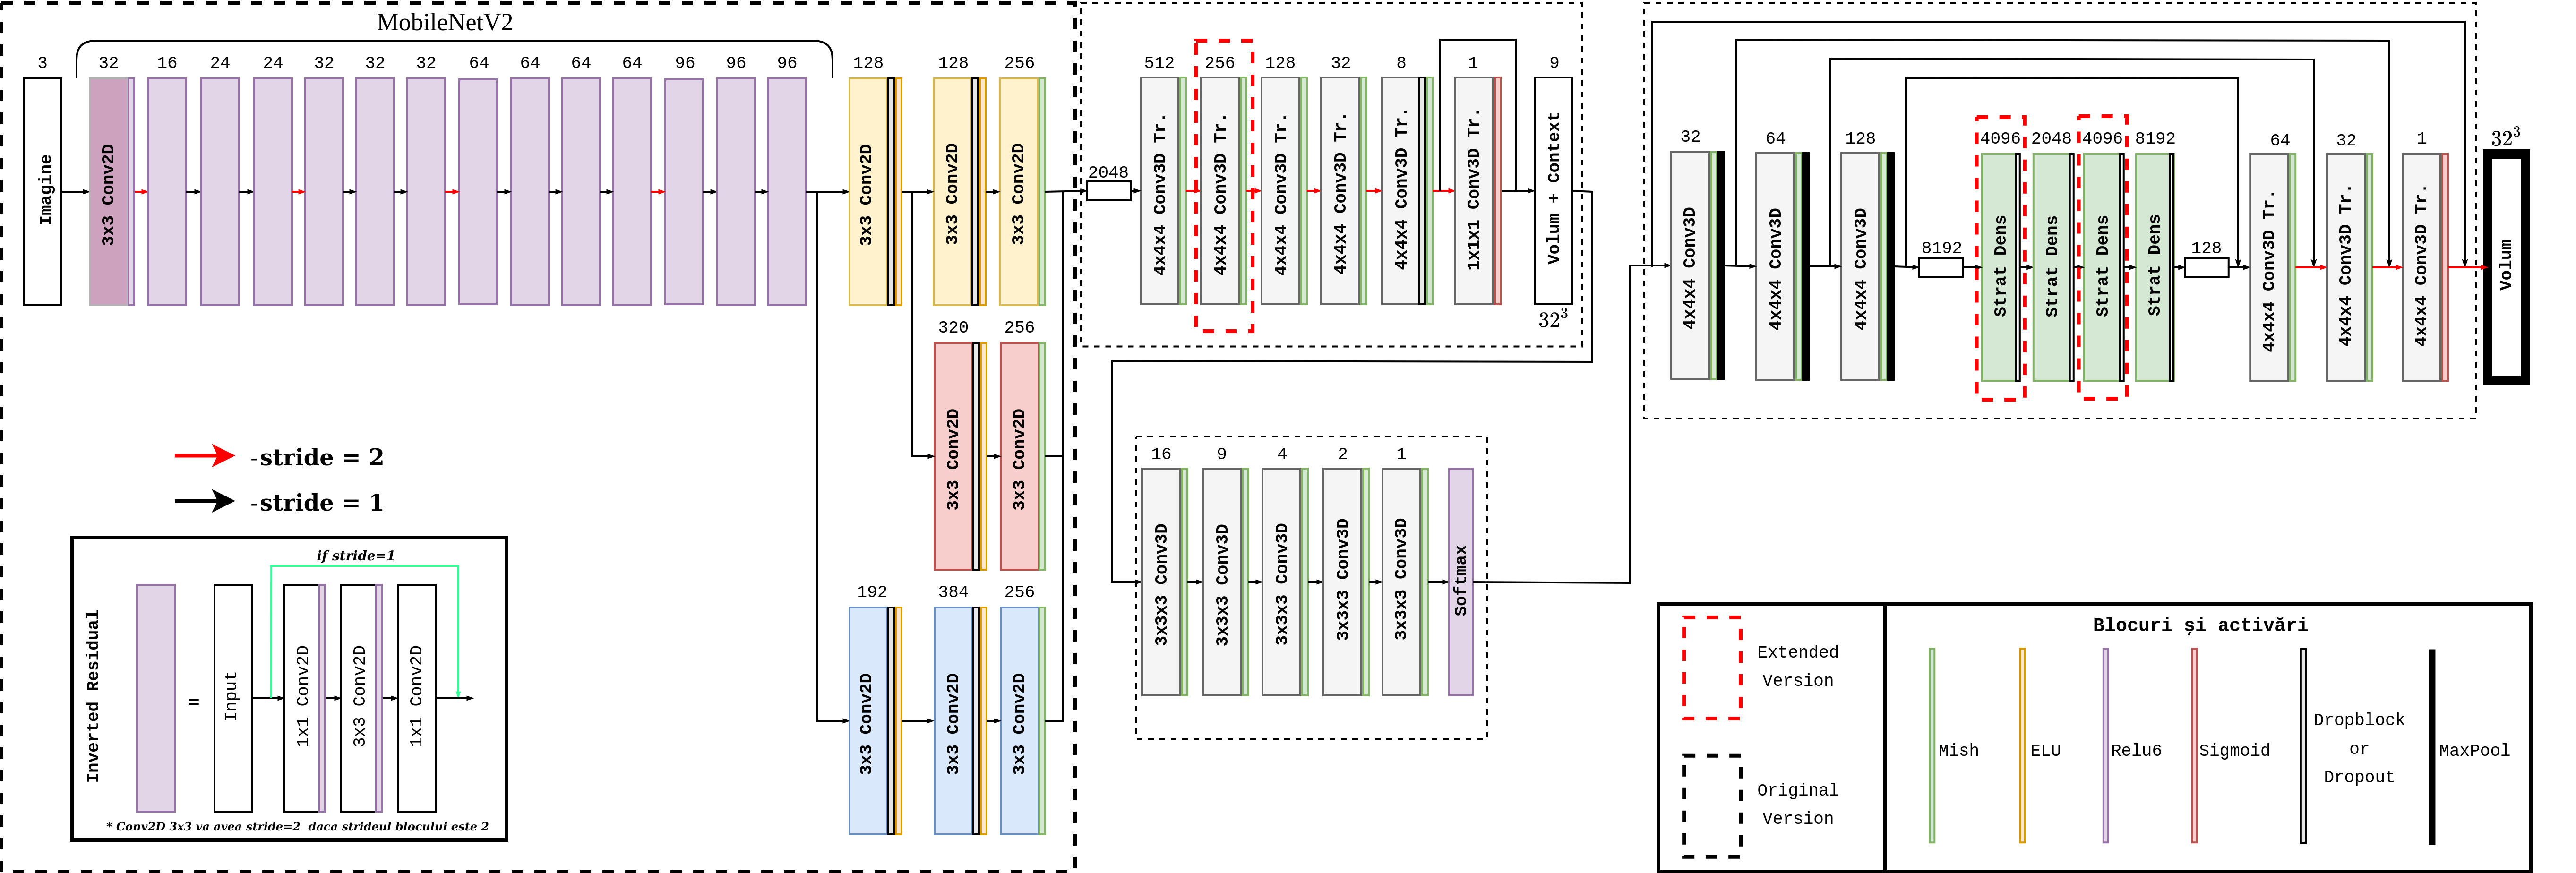 MobileNetV2
3 32 16 24 24 32 32 32 64 64 64 64 96 96 96 128 128 256
Imagine
3x3 Conv2D
3x3 Conv2D
3x3 Conv2D
3x3 Conv2D
320 256
3x3 Conv2D
3x3 Conv2D
192 384 256
3x3 Conv2D
3x3 Conv2D
3x3 Conv2D
-stride = 2
-stride = 1
Inverted Residual
=
if stride=1
Input
1x1 Conv2D
3x3 Conv2D
1x1 Conv2D
* Conv2D 3x3 va avea stride=2 daca strideul blocului este 2
2048
512 256 128 32 8 1 9
4x4x4 Conv3D Tr.
4x4x4 Conv3D Tr.
4x4x4 Conv3D Tr.
4x4x4 Conv3D Tr.
4x4x4 Conv3D Tr.
1x1x1 Conv3D Tr.
Volum + Context
32³
16 9 4 2 1
3x3x3 Conv3D
3x3x3 Conv3D
3x3x3 Conv3D
3x3x3 Conv3D
3x3x3 Conv3D
Softmax
32 64 128
4x4x4 Conv3D
4x4x4 Conv3D
4x4x4 Conv3D
8192
4096 2048 4096 8192
Strat Dens
Strat Dens
Strat Dens
Strat Dens
128
64 32 1
4x4x4 Conv3D Tr.
4x4x4 Conv3D Tr.
4x4x4 Conv3D Tr.
32³
Volum
Extended
Version
Original
Version
Blocuri și activări
Mish
ELU
Relu6
Sigmoid
Dropblock
or
Dropout
MaxPool